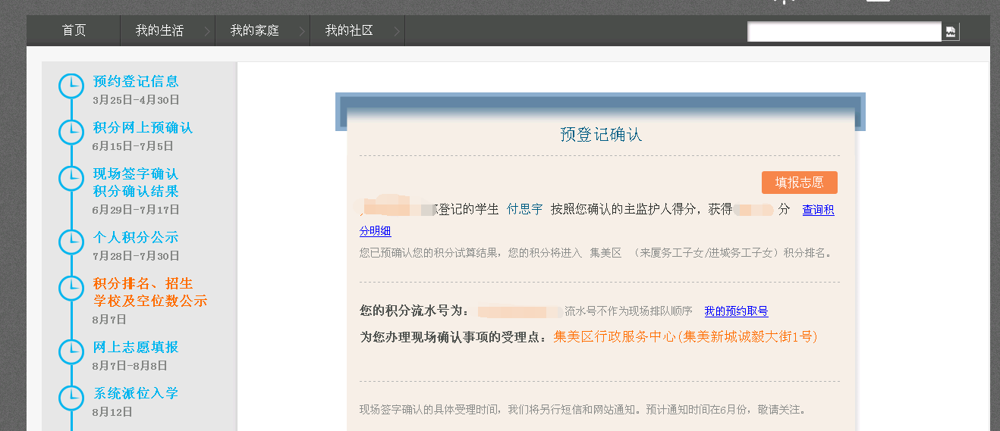 首页 我的生活 我的家庭 我的社区
预约登记信息
3月25日-4月30日
积分网上预确认
6月15日-7月5日
现场签字确认
积分确认结果
6月29日-7月17日
个人积分公示
7月28日-7月30日
积分排名、招生
学校及空位数公示
8月7日
网上志愿填报
8月7日-8月8日
系统派位入学
8月12日
预登记确认
填报志愿
登记的学生 付思宇 按照您确认的主监护人得分，获得 分 查询积
分明细
您已预确认您的积分试算结果，您的积分将进入 集美区 （来厦务工子女/进城务工子女）积分排名。
您的积分流水号为： 流水号不作为现场排队顺序 我的预约取号
为您办理现场确认事项的受理点：集美区行政服务中心(集美新城诚毅大街1号)
现场签字确认的具体受理时间，我们将另行短信和网站通知。预计通知时间在6月份，敬请关注。